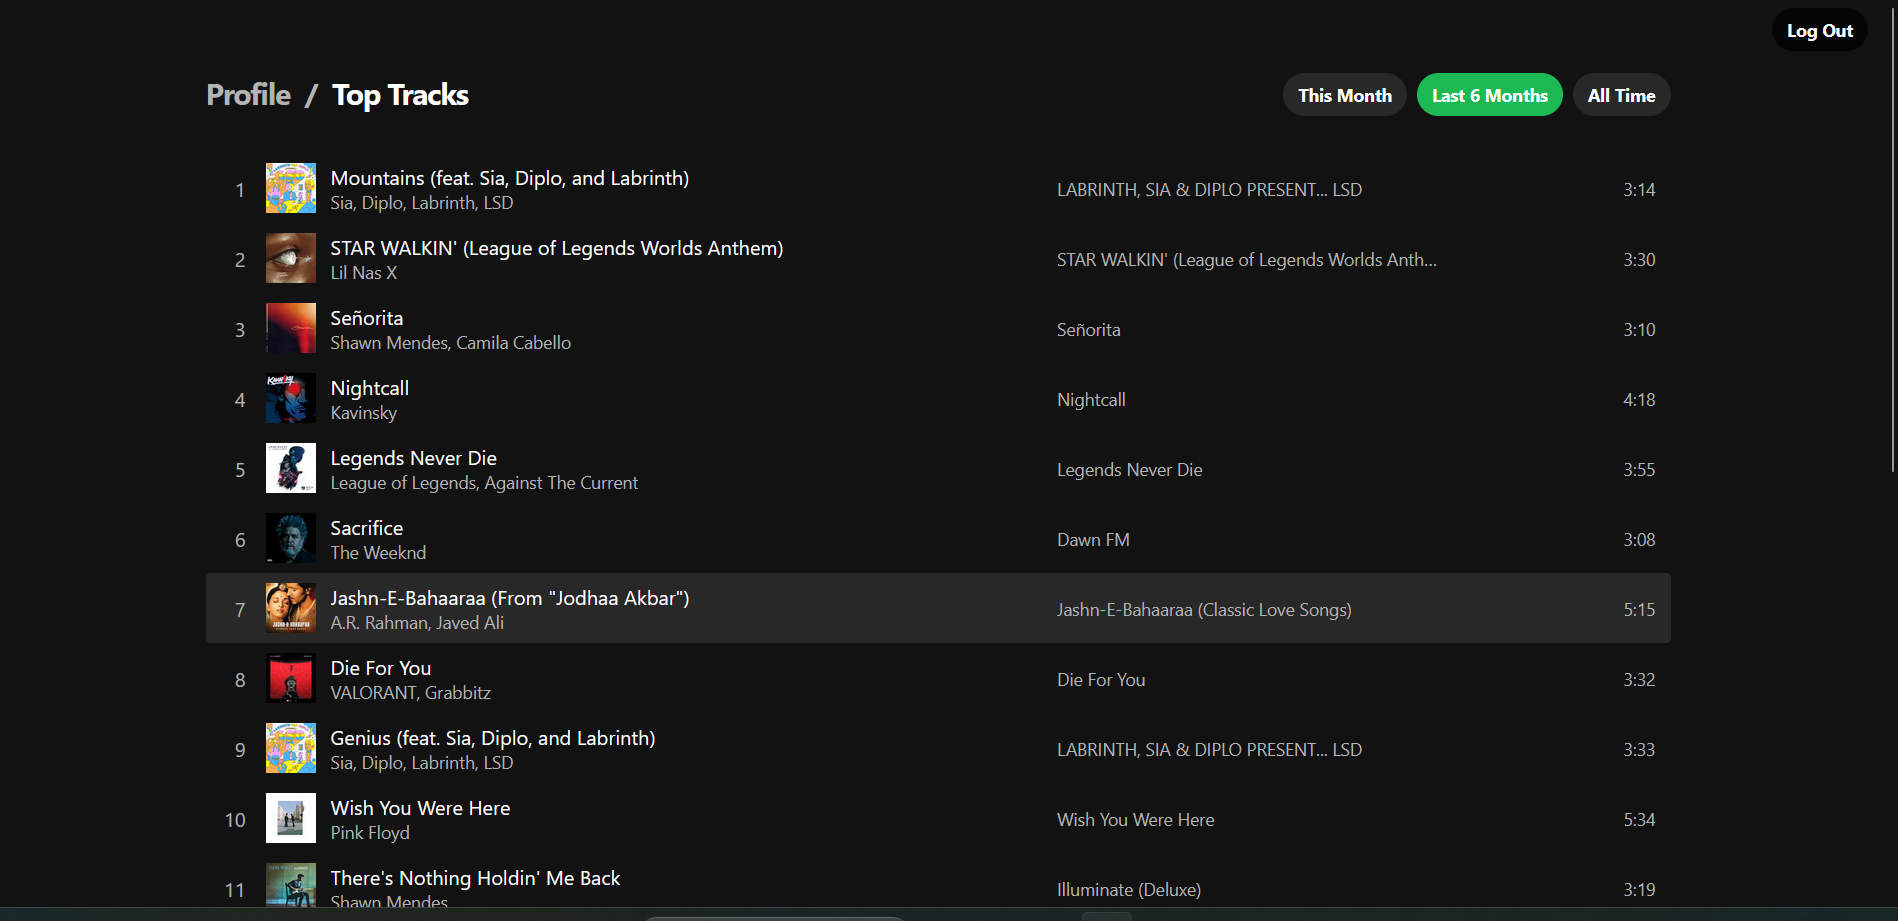 Log Out
Profile / Top Tracks
This Month
Last 6 Months
All Time
1
Mountains (feat. Sia, Diplo, and Labrinth)
Sia, Diplo, Labrinth, LSD
LABRINTH, SIA & DIPLO PRESENT... LSD
3:14
2
STAR WALKIN' (League of Legends Worlds Anthem)
Lil Nas X
STAR WALKIN' (League of Legends Worlds Anth...
3:30
3
Señorita
Shawn Mendes, Camila Cabello
Señorita
3:10
4
Nightcall
Kavinsky
Nightcall
4:18
5
Legends Never Die
League of Legends, Against The Current
Legends Never Die
3:55
6
Sacrifice
The Weeknd
Dawn FM
3:08
7
Jashn-E-Bahaaraa (From "Jodhaa Akbar")
A.R. Rahman, Javed Ali
Jashn-E-Bahaaraa (Classic Love Songs)
5:15
8
Die For You
VALORANT, Grabbitz
Die For You
3:32
9
Genius (feat. Sia, Diplo, and Labrinth)
Sia, Diplo, Labrinth, LSD
LABRINTH, SIA & DIPLO PRESENT... LSD
3:33
10
Wish You Were Here
Pink Floyd
Wish You Were Here
5:34
11
There's Nothing Holdin' Me Back
Shawn Mendes
Illuminate (Deluxe)
3:19